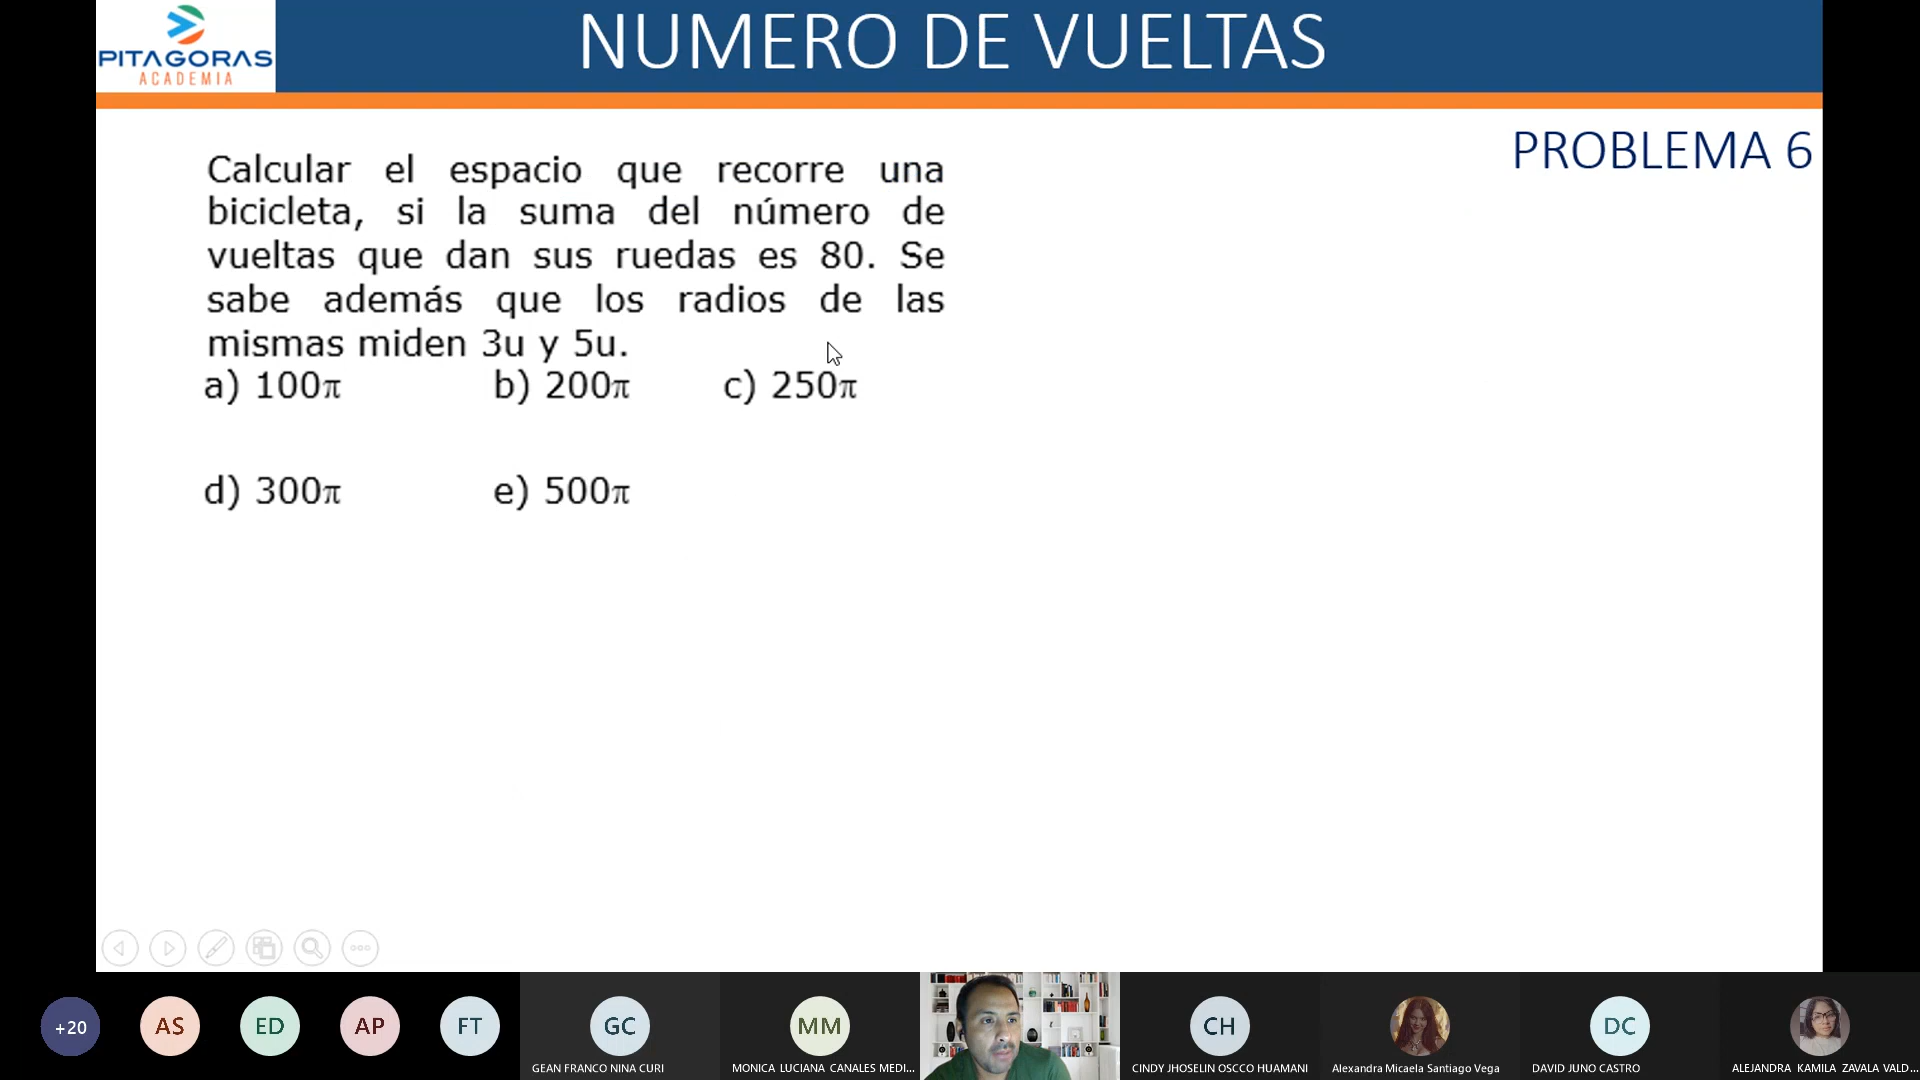 PITAGORAS
ACADEMIA
NUMERO DE VUELTAS
PROBLEMA 6
Calcular el espacio que recorre una
bicicleta, si la suma del número de
vueltas que dan sus ruedas es 80. Se
sabe además que los radios de las
mismas miden 3u y 5u.
a) 100π b) 200π c) 250π
d) 300π e) 500π
+20 AS ED AP FT GC MM CH DC
GEAN FRANCO NINA CURI
MONICA LUCIANA CANALES MEDI...
CINDY JHOSELIN OSCCO HUAMANI
Alexandra Micaela Santiago Vega
DAVID JUNO CASTRO
ALEJANDRA KAMILA ZAVALA VALD...